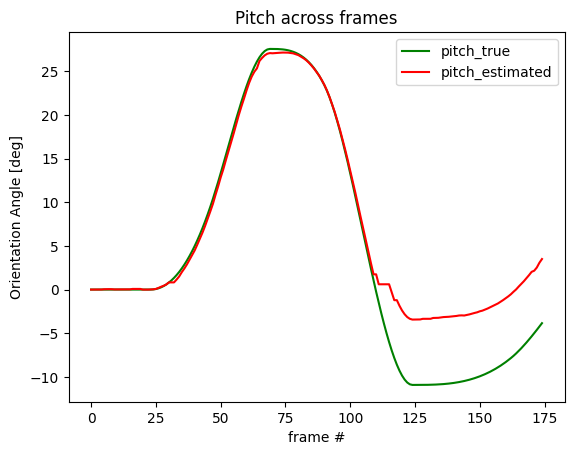 Pitch across frames
pitch_true
pitch_estimated
Orientation Angle [deg]
25
20
15
10
5
0
−5
−10
0 25 50 75 100 125 150 175
frame #